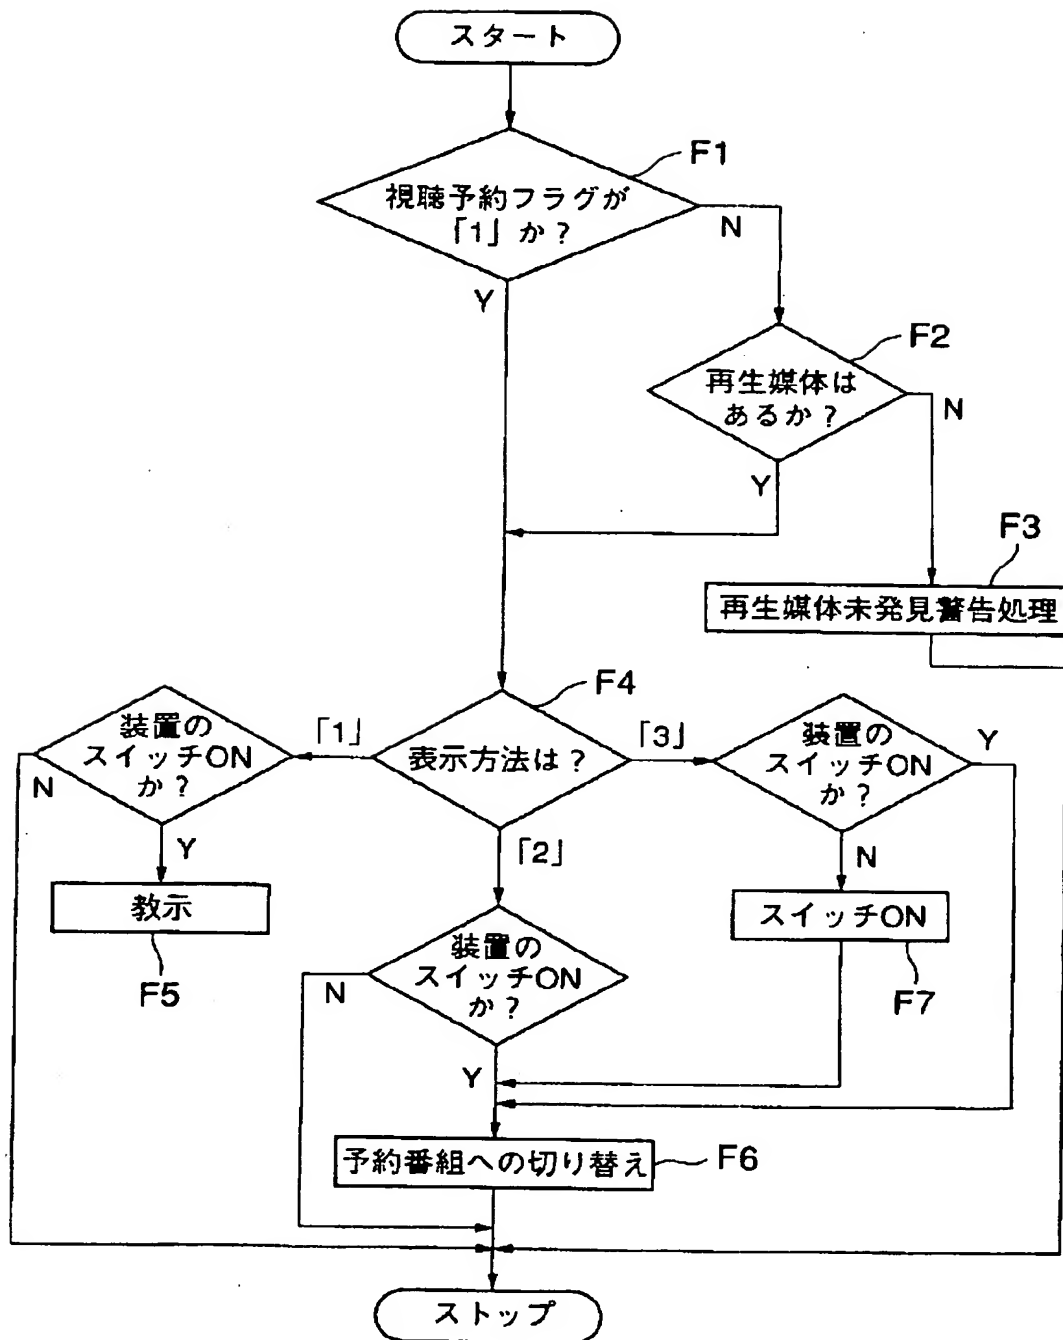 スタート
F1
視聴予約フラグが
「1」か?
N
Y
F2
再生媒体は
あるか?
N
Y
F3
再生媒体未発見警告処理
F4
表示方法は?
「1」
「3」
「2」
装置の
スイッチON
か?
N
Y
教示
F5
装置の
スイッチON
か?
Y
N
スイッチON
F7
装置の
スイッチON
か?
N
Y
予約番組への切り替え
F6
ストップ